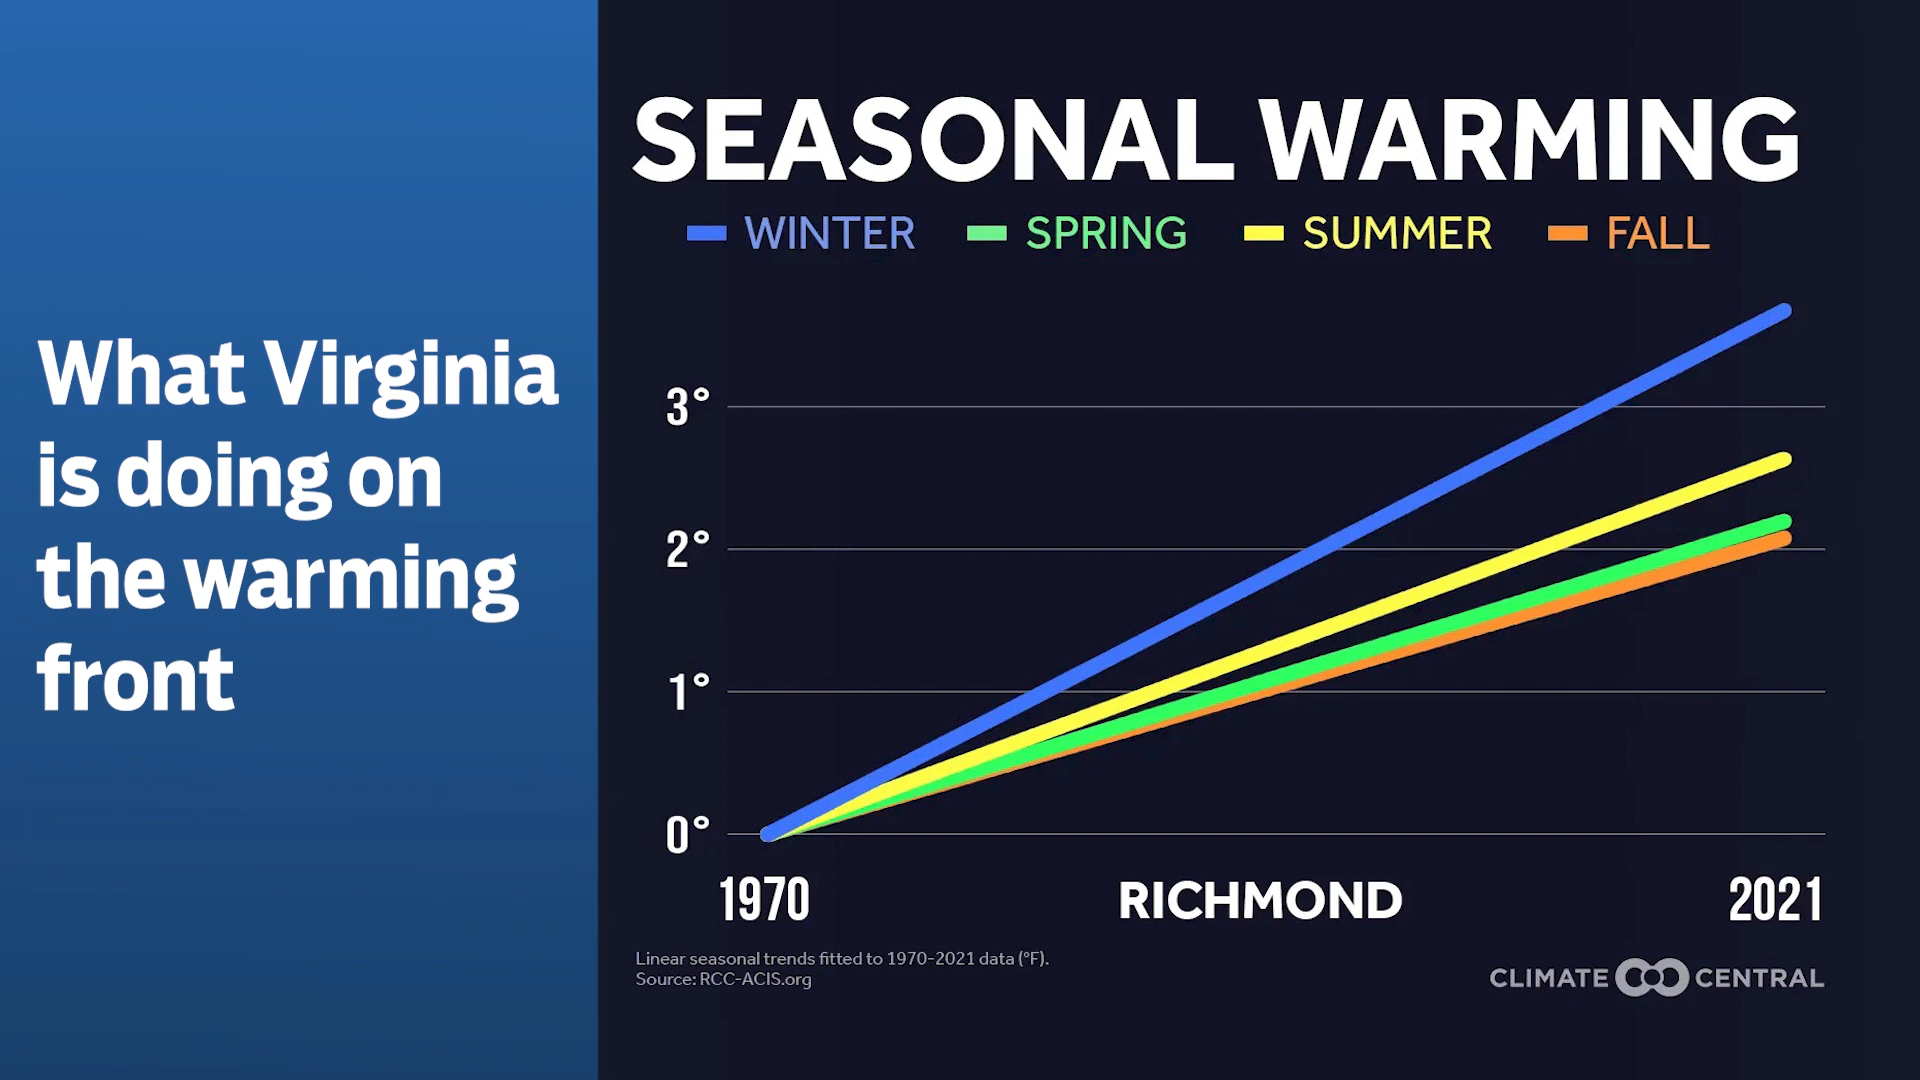 What Virginia
is doing on
the warming
front
SEASONAL WARMING
WINTER SPRING SUMMER FALL
3°
2°
1°
0°
1970 RICHMOND 2021
Linear seasonal trends fitted to 1970-2021 data (°F).
Source: RCC-ACIS.org
CLIMATE CENTRAL